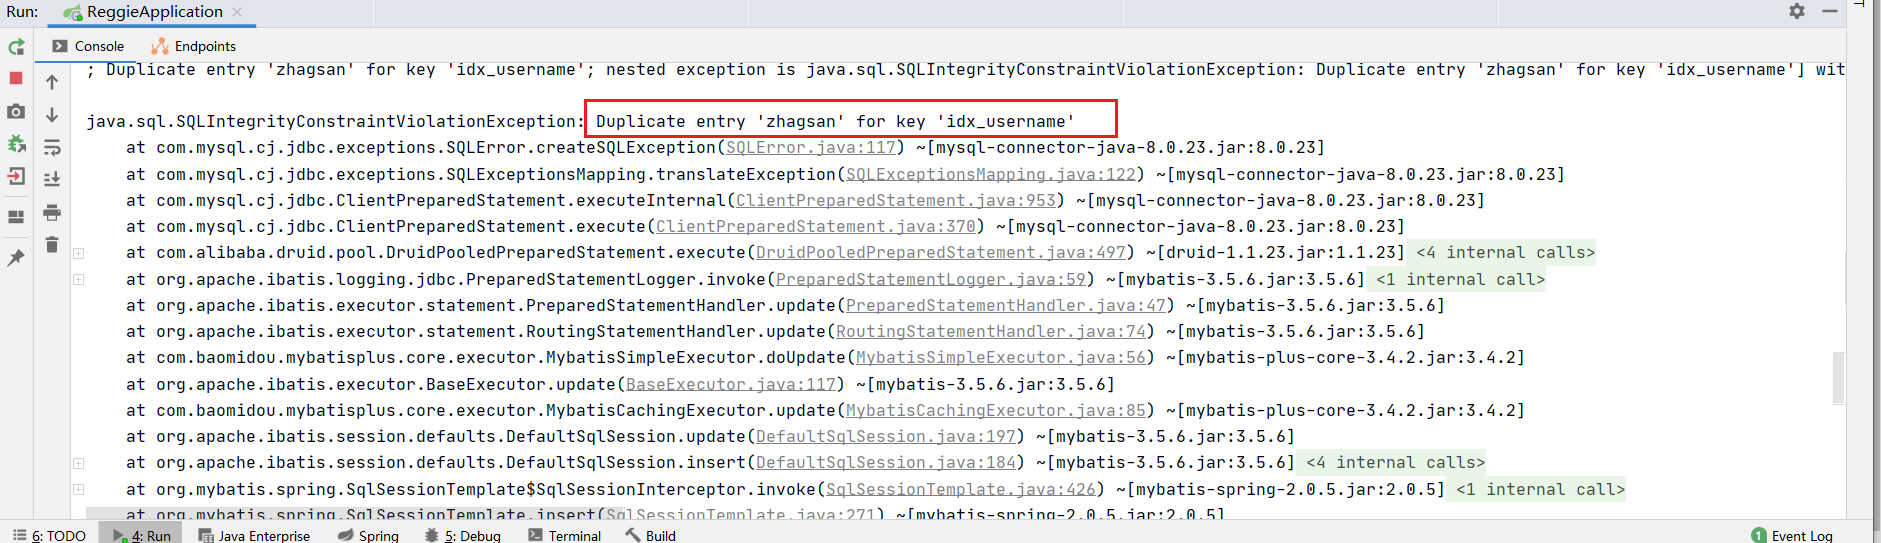 Run: ReggieApplication
Console Endpoints
; Duplicate entry 'zhagsan' for key 'idx_username'; nested exception is java.sql.SQLIntegrityConstraintViolationException: Duplicate entry 'zhagsan' for key 'idx_username'] wit
java.sql.SQLIntegrityConstraintViolationException: Duplicate entry 'zhagsan' for key 'idx_username'
at com.mysql.cj.jdbc.exceptions.SQLError.createSQLException(SQLError.java:117) ~[mysql-connector-java-8.0.23.jar:8.0.23]
at com.mysql.cj.jdbc.exceptions.SQLExceptionsMapping.translateException(SQLExceptionsMapping.java:122) ~[mysql-connector-java-8.0.23.jar:8.0.23]
at com.mysql.cj.jdbc.ClientPreparedStatement.executeInternal(ClientPreparedStatement.java:953) ~[mysql-connector-java-8.0.23.jar:8.0.23]
at com.mysql.cj.jdbc.ClientPreparedStatement.execute(ClientPreparedStatement.java:370) ~[mysql-connector-java-8.0.23.jar:8.0.23]
at com.alibaba.druid.pool.DruidPooledPreparedStatement.execute(DruidPooledPreparedStatement.java:497) ~[druid-1.1.23.jar:1.1.23] <4 internal calls>
at org.apache.ibatis.logging.jdbc.PreparedStatementLogger.invoke(PreparedStatementLogger.java:59) ~[mybatis-3.5.6.jar:3.5.6] <1 internal call>
at org.apache.ibatis.executor.statement.PreparedStatementHandler.update(PreparedStatementHandler.java:47) ~[mybatis-3.5.6.jar:3.5.6]
at org.apache.ibatis.executor.statement.RoutingStatementHandler.update(RoutingStatementHandler.java:74) ~[mybatis-3.5.6.jar:3.5.6]
at com.baomidou.mybatisplus.core.executor.MybatisSimpleExecutor.doUpdate(MybatisSimpleExecutor.java:56) ~[mybatis-plus-core-3.4.2.jar:3.4.2]
at org.apache.ibatis.executor.BaseExecutor.update(BaseExecutor.java:117) ~[mybatis-3.5.6.jar:3.5.6]
at com.baomidou.mybatisplus.core.executor.MybatisCachingExecutor.update(MybatisCachingExecutor.java:85) ~[mybatis-plus-core-3.4.2.jar:3.4.2]
at org.apache.ibatis.session.defaults.DefaultSqlSession.update(DefaultSqlSession.java:197) ~[mybatis-3.5.6.jar:3.5.6]
at org.apache.ibatis.session.defaults.DefaultSqlSession.insert(DefaultSqlSession.java:184) ~[mybatis-3.5.6.jar:3.5.6] <4 internal calls>
at org.mybatis.spring.SqlSessionTemplate$SqlSessionInterceptor.invoke(SqlSessionTemplate.java:426) ~[mybatis-spring-2.0.5.jar:2.0.5] <1 internal call>
at org.mybatis.spring.SqlSessionTemplate.insert(SqlSessionTemplate.java:271) ~[mybatis-spring-2.0.5.jar:2.0.5]
6: TODO 4: Run Java Enterprise Spring 5: Debug Terminal Build 1 Event Log